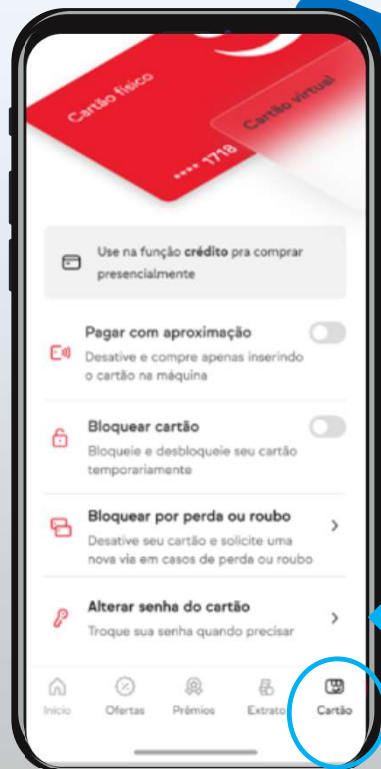 Cartão físico
Cartão virtual
**** 1718
Use na função crédito pra comprar
presencialmente
Pagar com aproximação
Desative e compre apenas inserindo
o cartão na máquina
Bloquear cartão
Bloqueie e desbloqueie seu cartão
temporariamente
Bloquear por perda ou roubo
Desative seu cartão e solicite uma
nova via em casos de perda ou roubo
Alterar senha do cartão
Troque sua senha quando precisar
Início Ofertas Prêmios Extrato Cartão